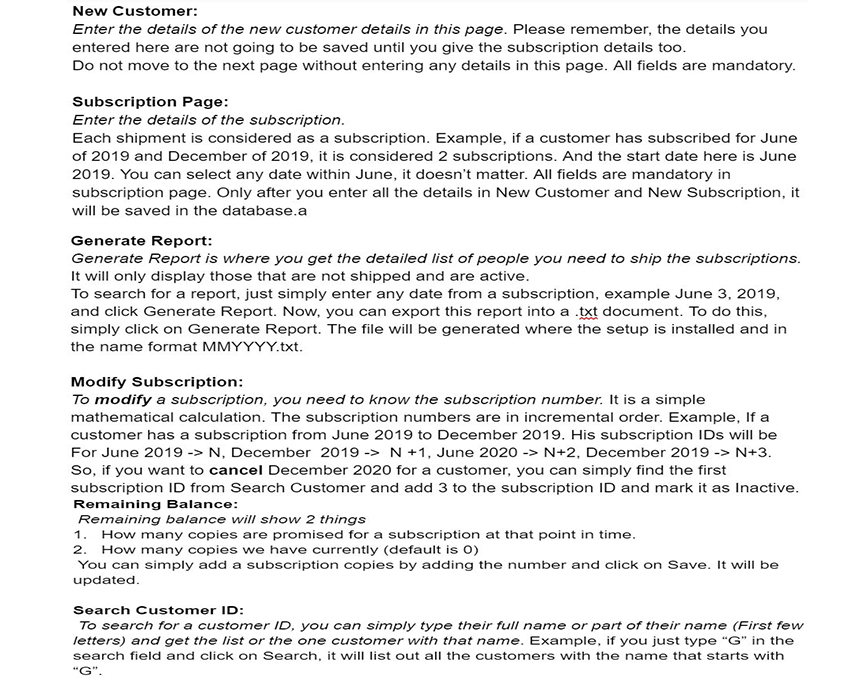 New Customer:
Enter the details of the new customer details in this page. Please remember, the details you
entered here are not going to be saved until you give the subscription details too.
Do not move to the next page without entering any details in this page. All fields are mandatory.
Subscription Page:
Enter the details of the subscription.
Each shipment is considered as a subscription. Example, if a customer has subscribed for June
of 2019 and December of 2019, it is considered 2 subscriptions. And the start date here is June
2019. You can select any date within June, it doesn't matter. All fields are mandatory in
subscription page. Only after you enter all the details in New Customer and New Subscription, it
will be saved in the database.a
Generate Report:
Generate Report is where you get the detailed list of people you need to ship the subscriptions.
It will only display those that are not shipped and are active.
To search for a report, just simply enter any date from a subscription, example June 3, 2019,
and click Generate Report. Now, you can export this report into a .txt document. To do this,
simply click on Generate Report. The file will be generated where the setup is installed and in
the name format MMYYYY.txt.
Modify Subscription:
To modify a subscription, you need to know the subscription number. It is a simple
mathematical calculation. The subscription numbers are in incremental order. Example, If a
customer has a subscription from June 2019 to December 2019. His subscription IDs will be
For June 2019 -> N, December 2019 -> N +1, June 2020 -> N+2, December 2019 -> N+3.
So, if you want to cancel December 2020 for a customer, you can simply find the first
subscription ID from Search Customer and add 3 to the subscription ID and mark it as Inactive.
Remaining Balance:
Remaining balance will show 2 things
1. How many copies are promised for a subscription at that point in time.
2. How many copies we have currently (default is 0)
You can simply add a subscription copies by adding the number and click on Save. It will be
updated.
Search Customer ID:
To search for a customer ID, you can simply type their full name or part of their name (First few
letters) and get the list or the one customer with that name. Example, if you just type “G” in the
search field and click on Search, it will list out all the customers with the name that starts with
“G”.